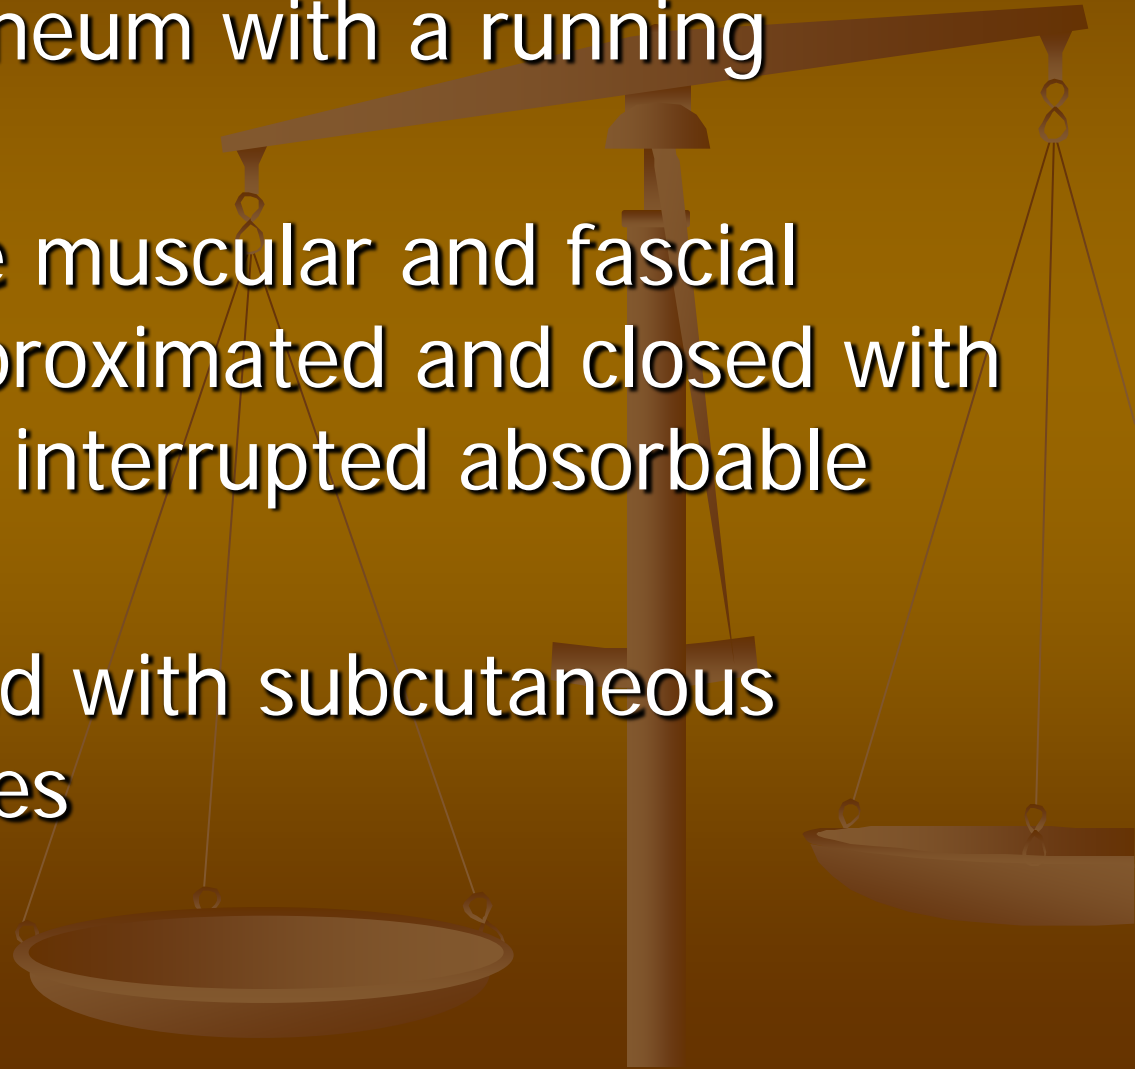 neum with a running
e muscular and fascial
proximated and closed with
interrupted absorbable
d with subcutaneous
es